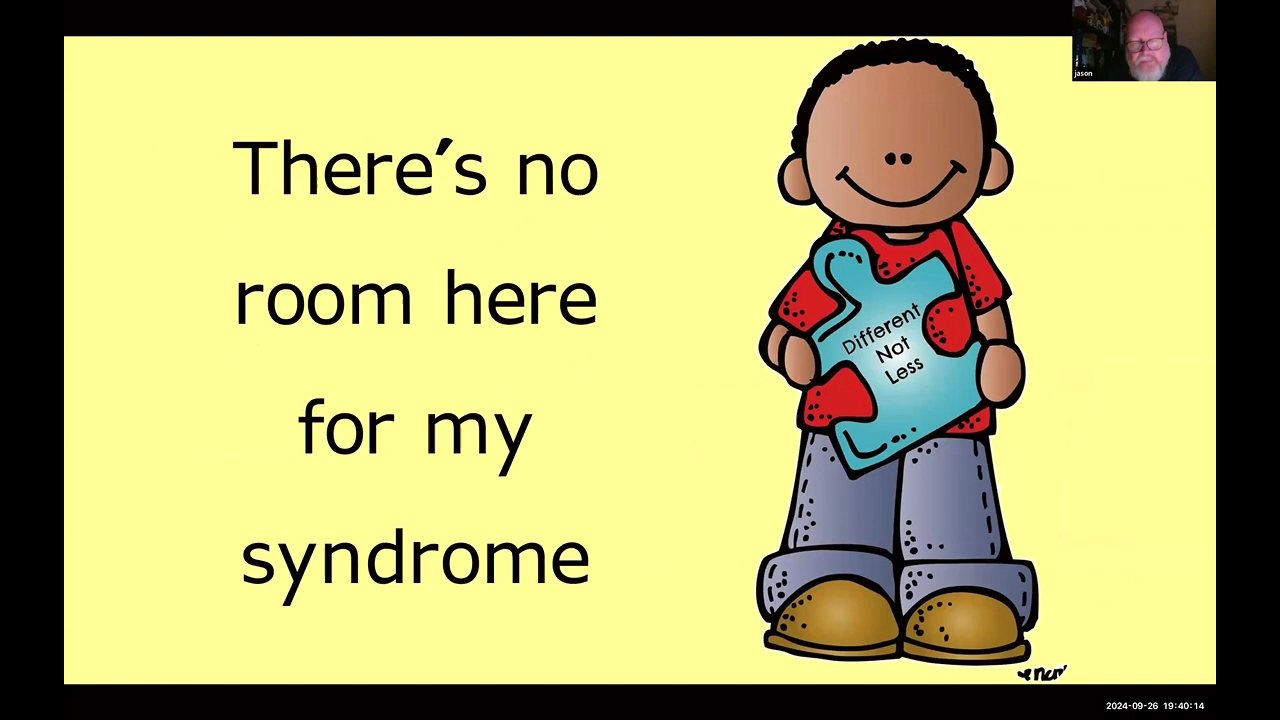 jason
There's no
room here
for my
syndrome
Different
Not
Less
2024-09-26 19:40:14